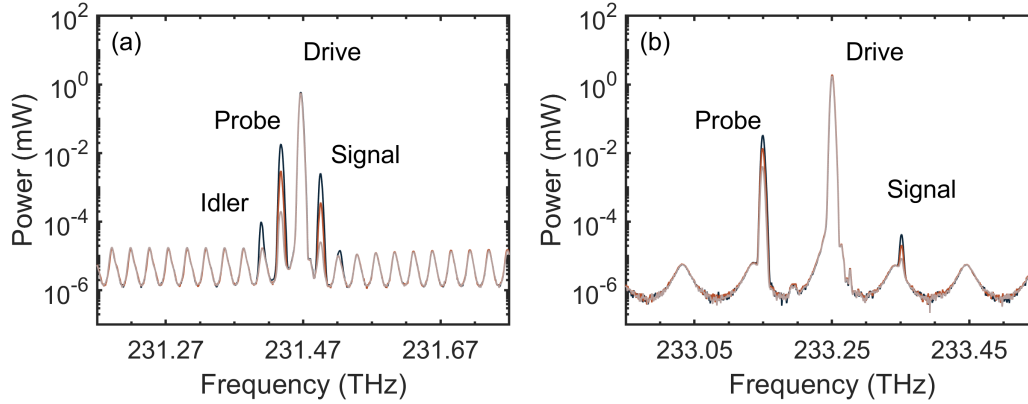 (a)
Drive
Probe
Signal
Idler
10^2
10^0
10^-2
10^-4
10^-6
Power (mW)
231.27
231.47
231.67
Frequency (THz)
(b)
Drive
Probe
Signal
10^2
10^0
10^-2
10^-4
10^-6
Power (mW)
233.05
233.25
233.45
Frequency (THz)